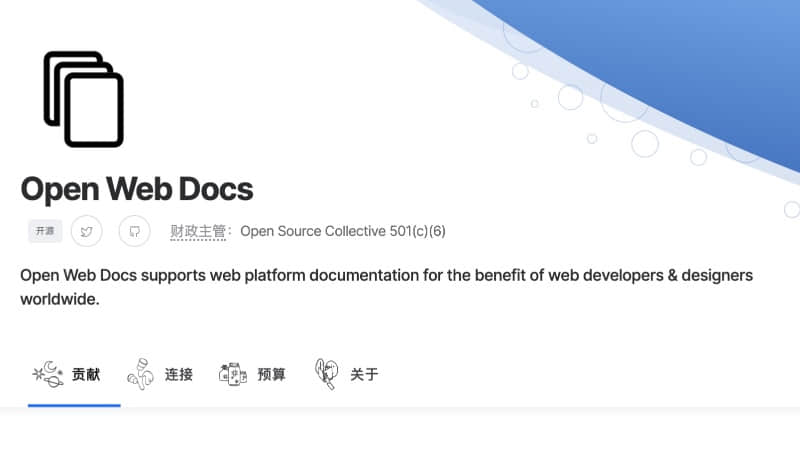 Open Web Docs
开源 财政主管： Open Source Collective 501(c)(6)
Open Web Docs supports web platform documentation for the benefit of web developers & designers
worldwide.
贡献 连接 预算 关于